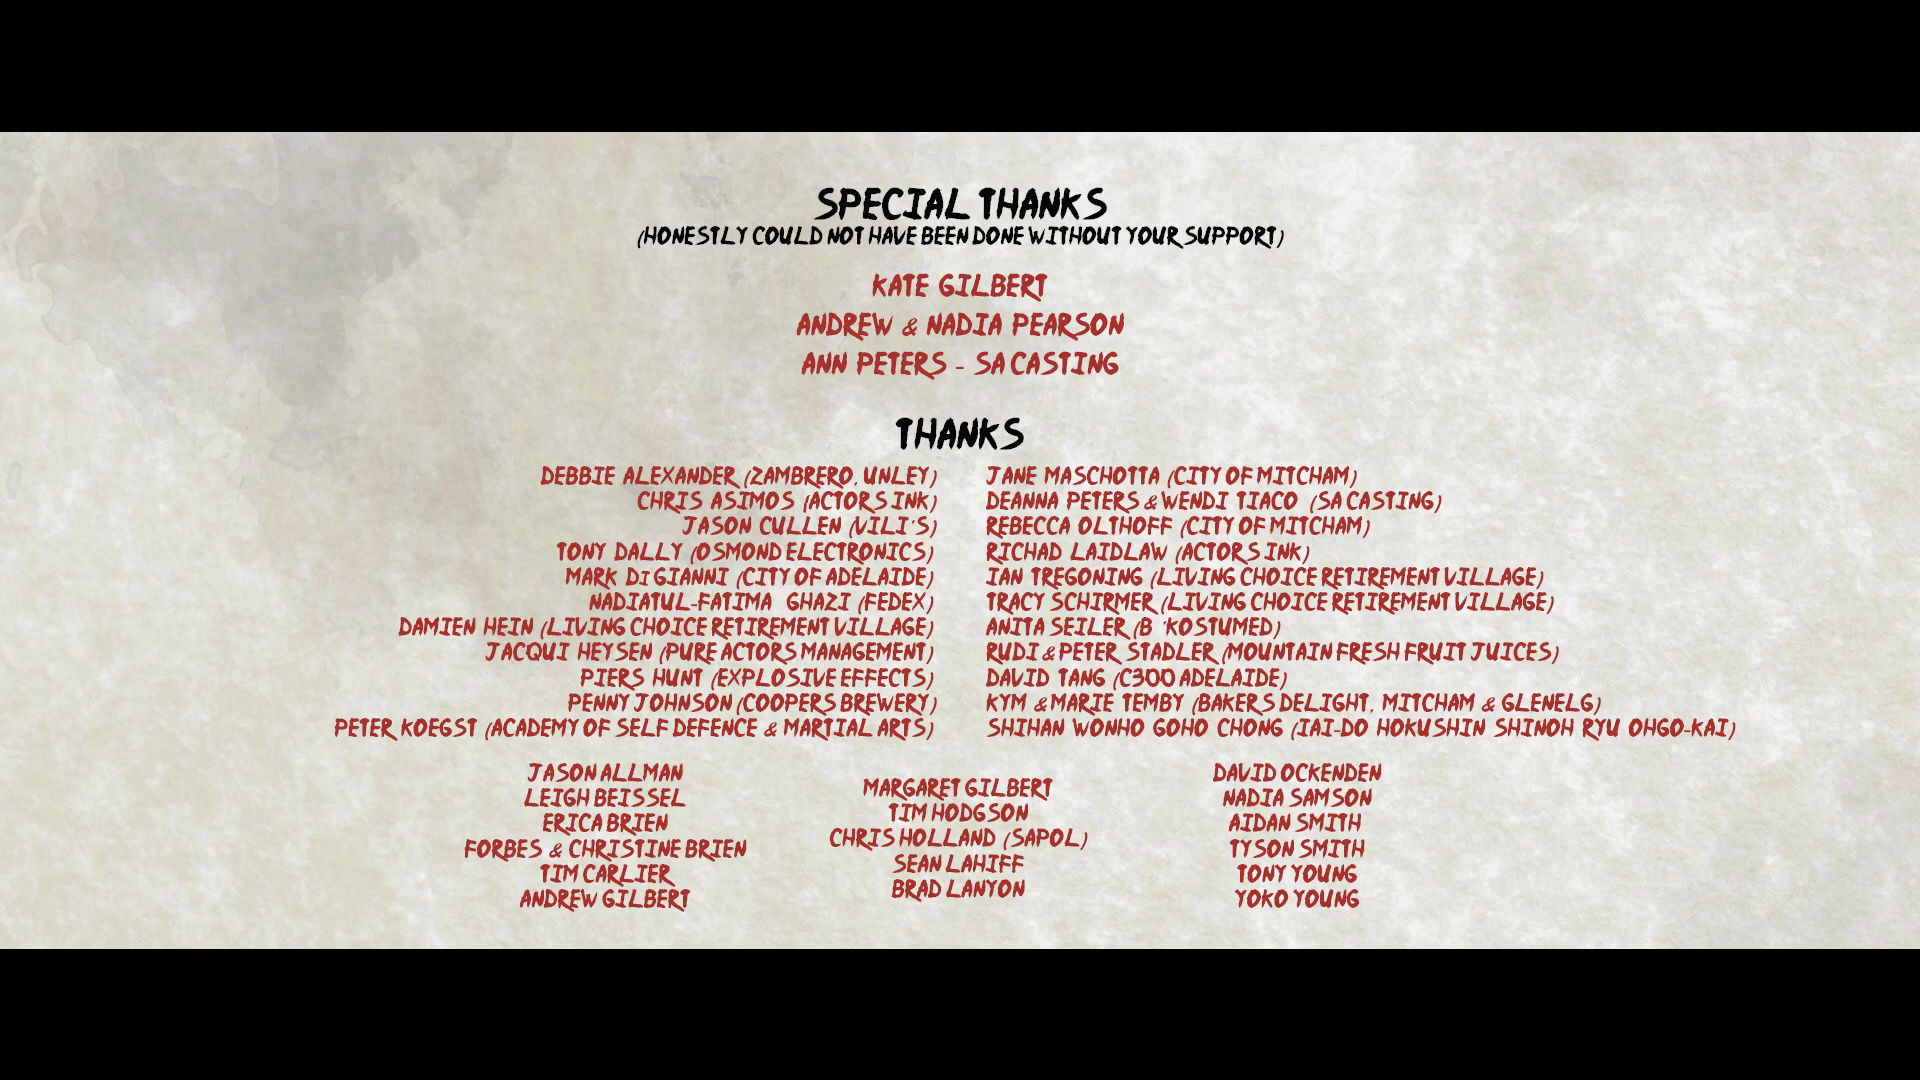 SPECIAL THANKS
(HONESTLY COULD NOT HAVE BEEN DONE WITHOUT YOUR SUPPORT)
KATE GILBERT
ANDREW & NADIA PEARSON
ANN PETERS - SA CASTING
THANKS
DEBBIE ALEXANDER (ZAMBRERO, UNLEY)
CHRIS ASIMOS (ACTORS INK)
JASON CULLEN (VILI'S)
TONY DALLY (OSMOND ELECTRONICS)
MARK DI GIANNI (CITY OF ADELAIDE)
NADIATUL-FATIMA GHAZI (FEDEX)
DAMIEN HEIN (LIVING CHOICE RETIREMENT VILLAGE)
JACQUI HEYSEN (PURE ACTORS MANAGEMENT)
PIERS HUNT (EXPLOSIVE EFFECTS)
PENNY JOHNSON (COOPERS BREWERY)
PETER KOEGST (ACADEMY OF SELF DEFENCE & MARTIAL ARTS)
JANE MASCHOTTA (CITY OF MITCHAM)
DEANNA PETERS & WENDI TIACO (SA CASTING)
REBECCA OLTHOFF (CITY OF MITCHAM)
RICHAD LAIDLAW (ACTORS INK)
IAN TREGONING (LIVING CHOICE RETIREMENT VILLAGE)
TRACY SCHIRMER (LIVING CHOICE RETIREMENT VILLAGE)
ANITA SEILER (B 'KOSTUMED)
RUDI & PETER STADLER (MOUNTAIN FRESH FRUIT JUICES)
DAVID TANG (C300 ADELAIDE)
KYM & MARIE TEMBY (BAKERS DELIGHT, MITCHAM & GLENELG)
SHIHAN WONHO GOHO CHONG (IAI-DO HOKUSHIN SHINOH RYU OHGO-KAI)
JASON ALLMAN
LEIGH BEISSEL
ERICA BRIEN
FORBES & CHRISTINE BRIEN
TIM CARLIER
ANDREW GILBERT
MARGARET GILBERT
TIM HODGSON
CHRIS HOLLAND (SAPOL)
SEAN LAHIFF
BRAD LANYON
DAVID OCKENDEN
NADIA SAMSON
AIDAN SMITH
TYSON SMITH
TONY YOUNG
YOKO YOUNG